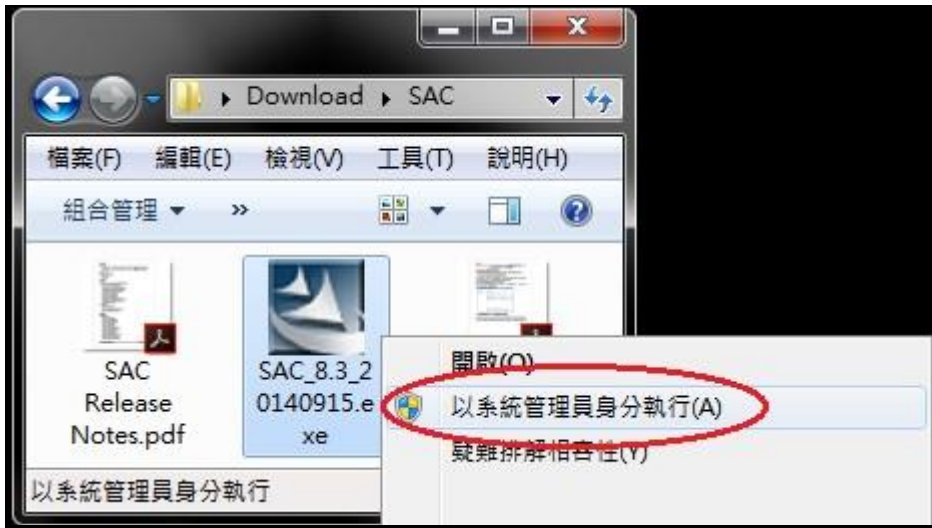 Download ▸ SAC
檔案(F) 編輯(E) 檢視(V) 工具(T) 說明(H)
組合管理 »
SAC
Release
Notes.pdf
SAC_8.3_2
0140915.e
xe
開啟(O)
以系統管理員身分執行(A)
疑難排解相容性(Y)
以系統管理員身分執行